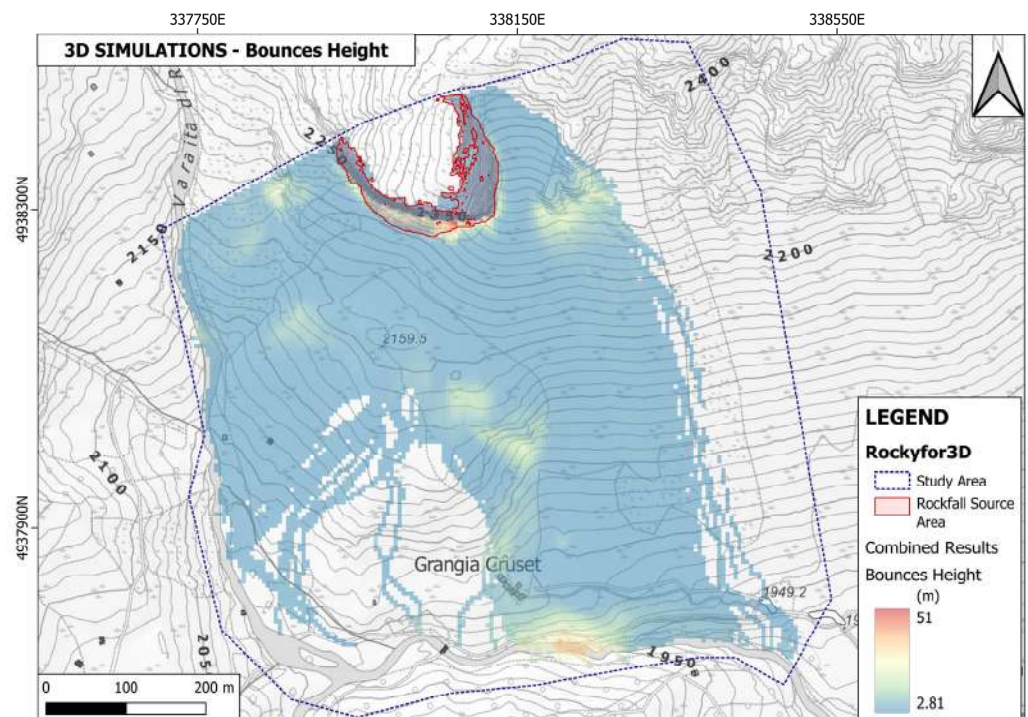 337750E
338150E
338550E
3D SIMULATIONS - Bounces Height
N
2400
Varaita
2250
4938300N
2350
2150
2200
2159.5
LEGEND
Rockyfor3D
Study Area
2100
Rockfall Source
Area
4937900N
Combined Results
Grangia Cruset
Bounces Height
(m)
1949.2
51
205
1950
0 100 200 m
2.81